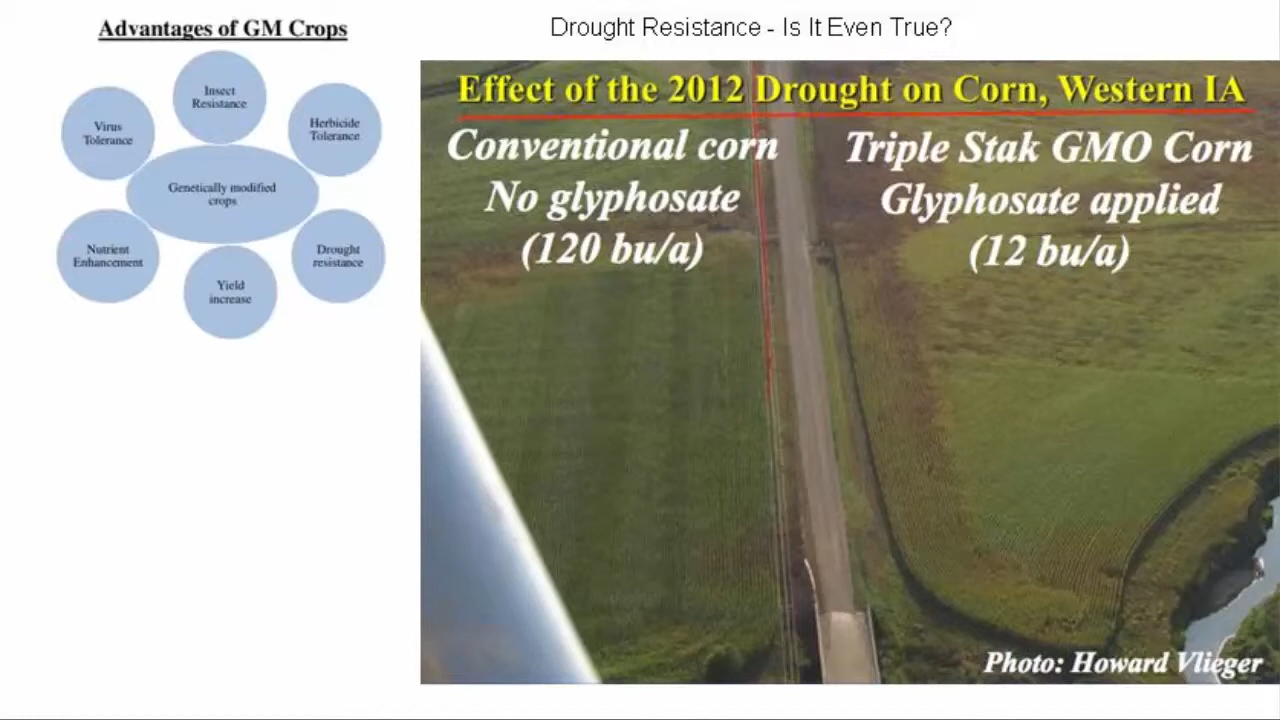 Advantages of GM Crops
Insect
Resistance
Virus
Tolerance
Herbicide
Tolerance
Genetically modified
crops
Nutrient
Enhancement
Drought
resistance
Yield
increase
Drought Resistance - Is It Even True?
Effect of the 2012 Drought on Corn, Western IA
Conventional corn
No glyphosate
(120 bu/a)
Triple Stak GMO Corn
Glyphosate applied
(12 bu/a)
Photo: Howard Vlieger